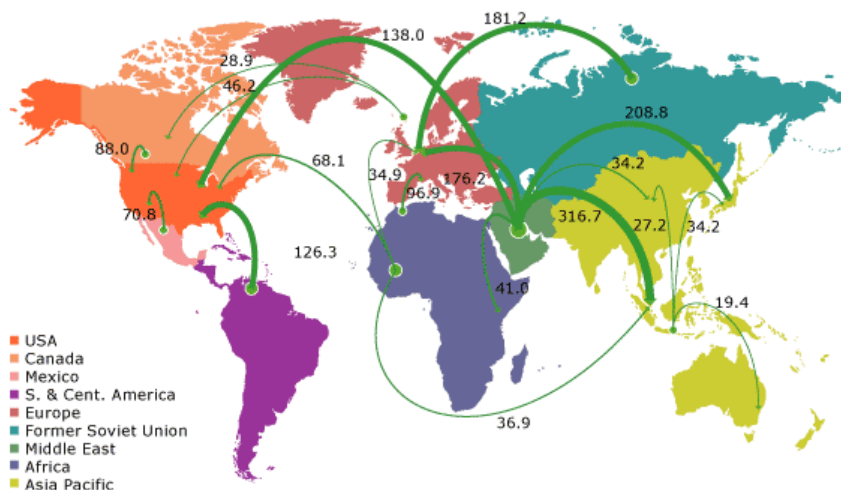 138.0
181.2
28.9
46.2
208.8
88.0
68.1
34.9
176.2
34.2
96.9
70.8
316.7
27.2
34.2
126.3
41.0
19.4
36.9
USA
Canada
Mexico
S. & Cent. America
Europe
Former Soviet Union
Middle East
Africa
Asia Pacific